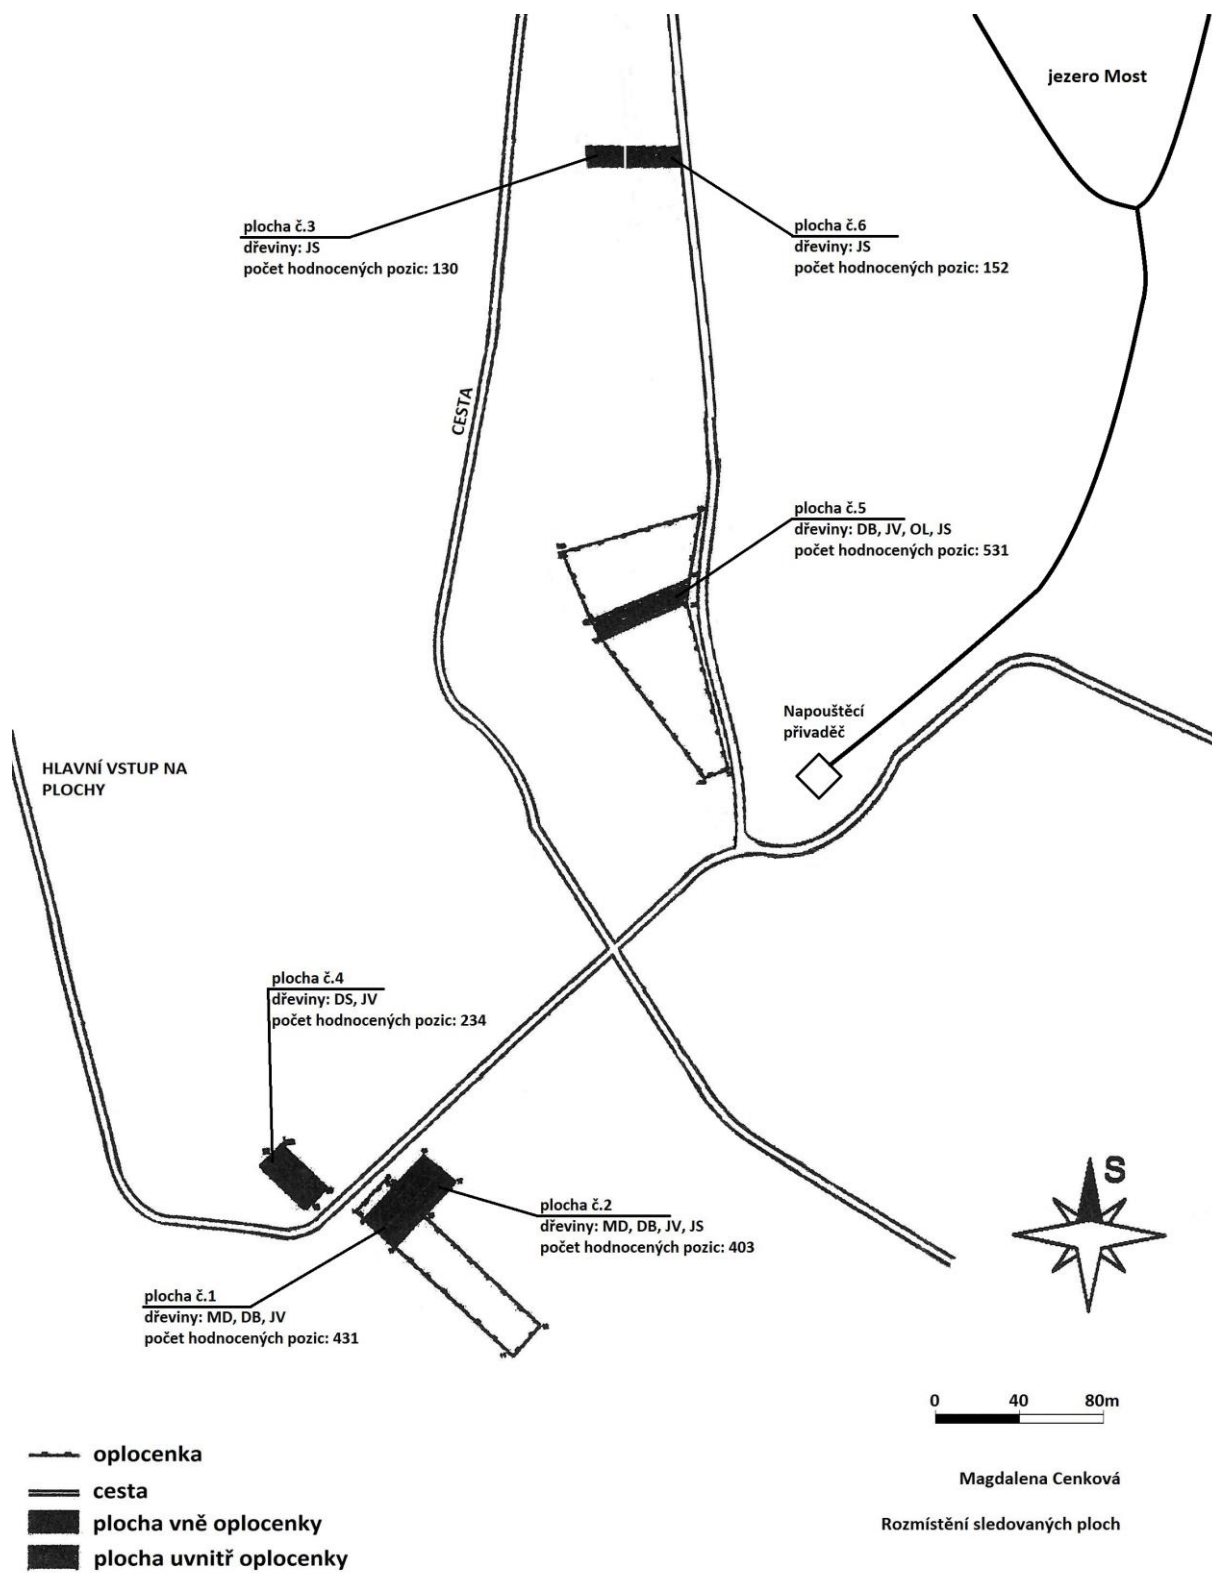 jezero Most
plocha č.3
dřeviny: JS
počet hodnocených pozic: 130
plocha č.6
dřeviny: JS
počet hodnocených pozic: 152
CESTA
plocha č.5
dřeviny: DB, JV, OL, JS
počet hodnocených pozic: 531
Napouštěcí
přivaděč
HLAVNÍ VSTUP NA
PLOCHY
plocha č.4
dřeviny: DS, JV
počet hodnocených pozic: 234
plocha č.2
dřeviny: MD, DB, JV, JS
počet hodnocených pozic: 403
plocha č.1
dřeviny: MD, DB, JV
počet hodnocených pozic: 431
S
0 40 80m
oplocenka
cesta
plocha vně oplocenky
plocha uvnitř oplocenky
Magdalena Cenková
Rozmístění sledovaných ploch